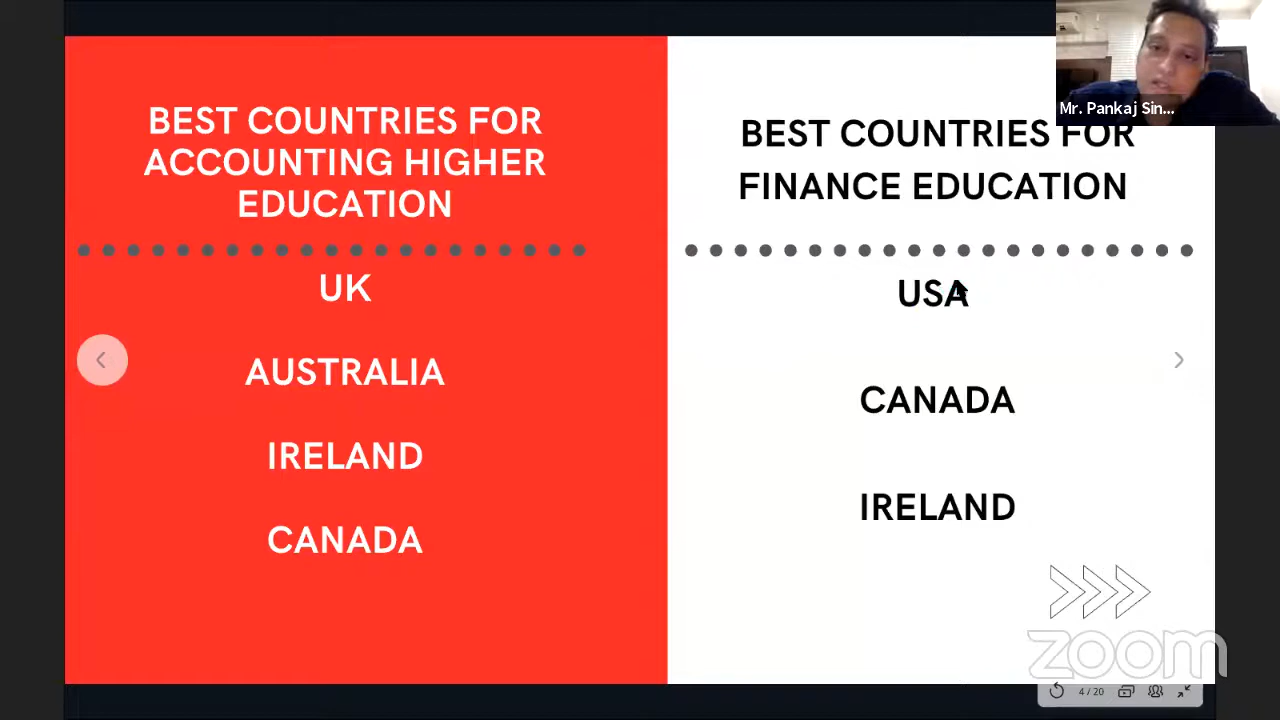 BEST COUNTRIES FOR
ACCOUNTING HIGHER
EDUCATION
UK
AUSTRALIA
IRELAND
CANADA
BEST COUNTRIES FOR
FINANCE EDUCATION
USA
CANADA
IRELAND
Mr. Pankaj Sin...
zoom
4/20